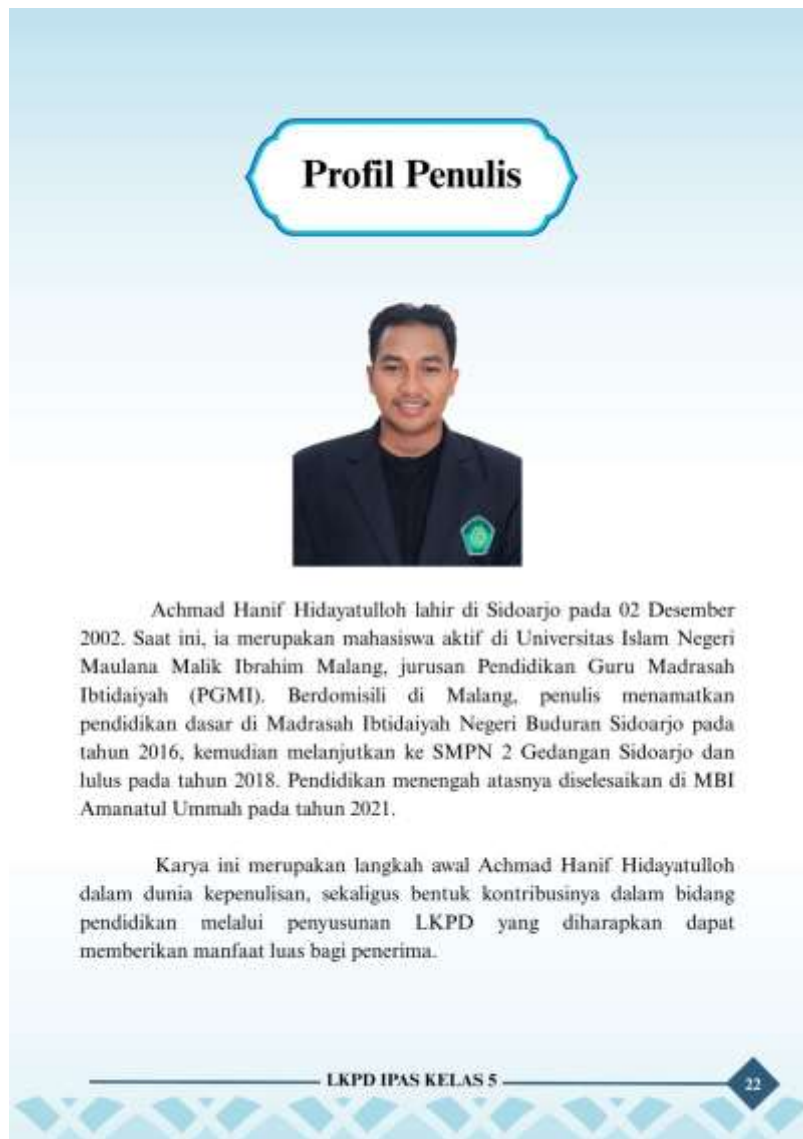 Profil Penulis
Achmad Hanif Hidayatulloh lahir di Sidoarjo pada 02 Desember
2002. Saat ini, ia merupakan mahasiswa aktif di Universitas Islam Negeri
Maulana Malik Ibrahim Malang, jurusan Pendidikan Guru Madrasah
Ibtidaiyah (PGMI). Berdomisili di Malang, penulis menamatkan
pendidikan dasar di Madrasah Ibtidaiyah Negeri Buduran Sidoarjo pada
tahun 2016, kemudian melanjutkan ke SMPN 2 Gedangan Sidoarjo dan
lulus pada tahun 2018. Pendidikan menengah atasnya diselesaikan di MBI
Amanatul Ummah pada tahun 2021.
Karya ini merupakan langkah awal Achmad Hanif Hidayatulloh
dalam dunia kepenulisan, sekaligus bentuk kontribusinya dalam bidang
pendidikan melalui penyusunan LKPD yang diharapkan dapat
memberikan manfaat luas bagi penerima.
LKPD IPAS KELAS 5
22